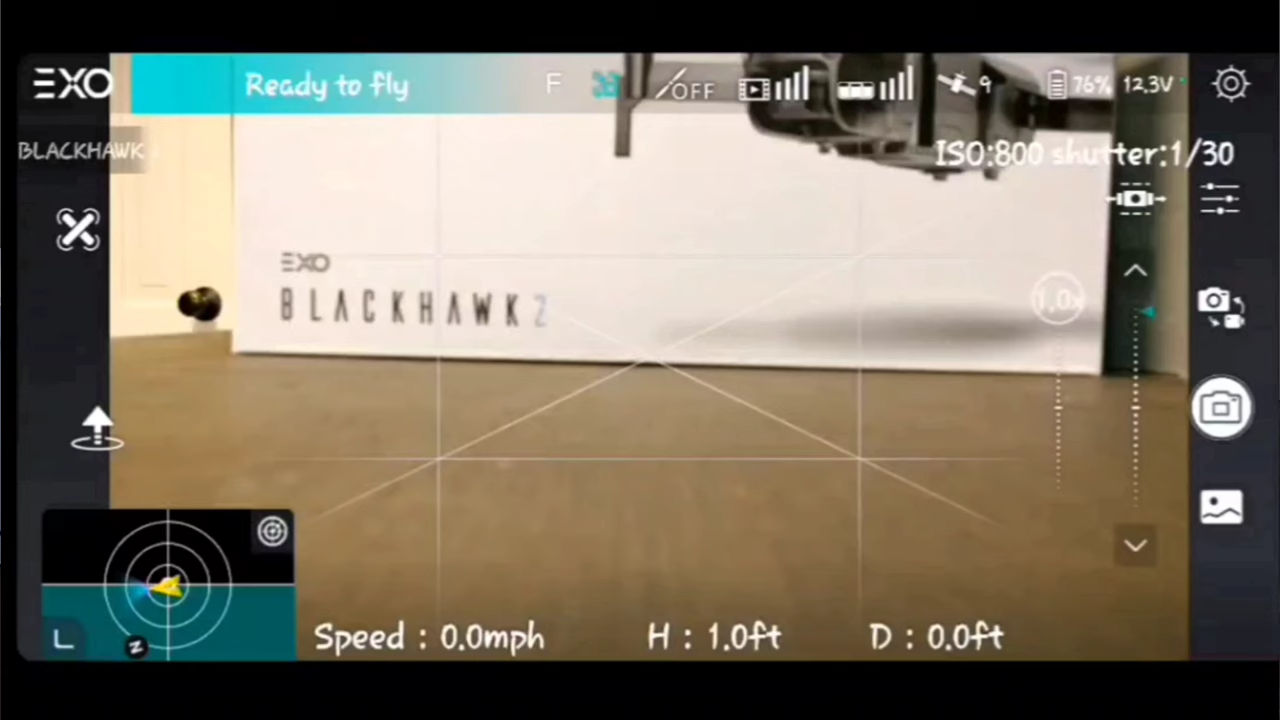 EXO
Ready to fly
F
OFF
9
76%
12.3V
BLACKHAWK
ISO:800 shutter:1/30
EXO
BLACKHAWK 2
1.0x
L
Z
Speed : 0.0mph
H : 1.0ft
D : 0.0ft